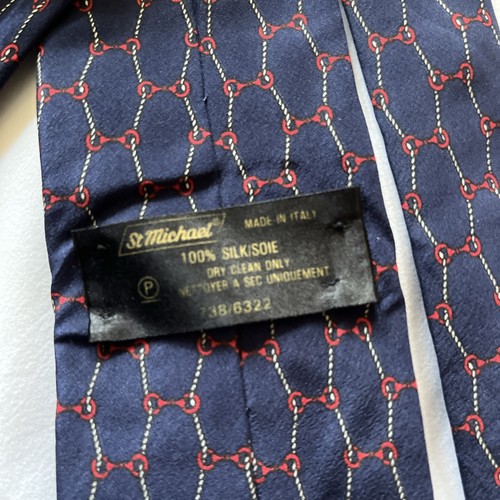 St Michael® MADE IN ITALY
100% SILK/SOIE
DRY CLEAN ONLY
P NETTOYER A SEC UNIQUEMENT
738/6322